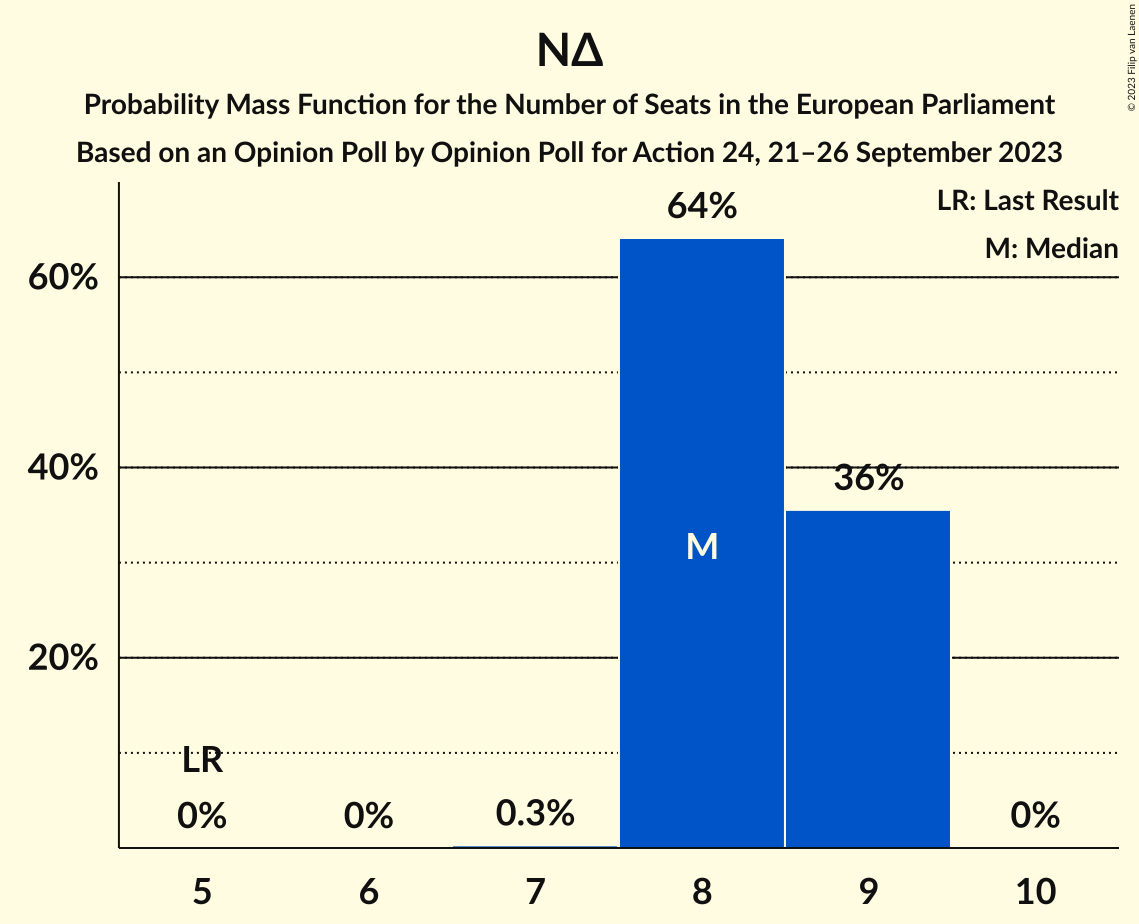 ΝΔ
Probability Mass Function for the Number of Seats in the European Parliament
Based on an Opinion Poll by Opinion Poll for Action 24, 21–26 September 2023
© 2023 Filip van Laenen
LR: Last Result
M: Median
64%
60%
40%
36%
M
20%
LR
0%
0%
0.3%
0%
5
6
7
8
9
10